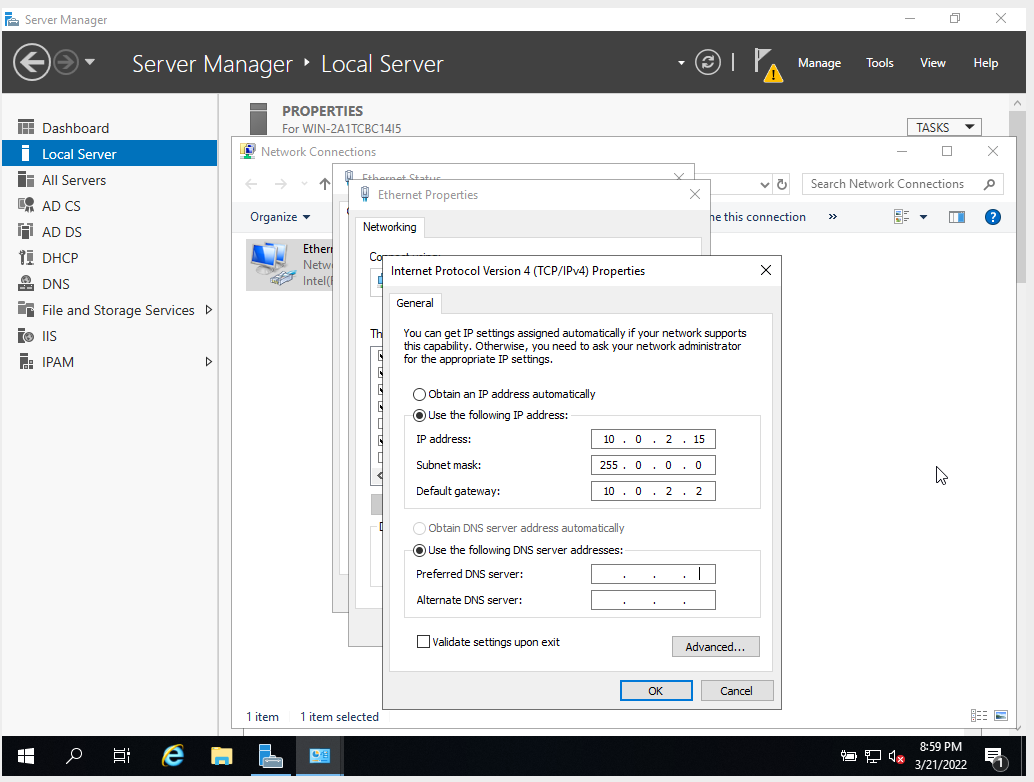 Server Manager
Server Manager ‣ Local Server
Manage Tools View Help
Dashboard
Local Server
All Servers
AD CS
AD DS
DHCP
DNS
File and Storage Services
IIS
IPAM
PROPERTIES
For WIN-2A1TCBC14I5
TASKS
Network Connections
Search Network Connections
Organize
me this connection »
Ether
Netwo
Intel(R
1 item 1 item selected
Ethernet Status
Ethernet Properties
Networking
Connect using:
Th
Internet Protocol Version 4 (TCP/IPv4) Properties
General
You can get IP settings assigned automatically if your network supports
this capability. Otherwise, you need to ask your network administrator
for the appropriate IP settings.
Obtain an IP address automatically
Use the following IP address:
IP address: 10 . 0 . 2 . 15
Subnet mask: 255 . 0 . 0 . 0
Default gateway: 10 . 0 . 2 . 2
Obtain DNS server address automatically
Use the following DNS server addresses:
Preferred DNS server: . . .
Alternate DNS server: . . .
Validate settings upon exit
Advanced...
OK Cancel
8:59 PM
3/21/2022
1